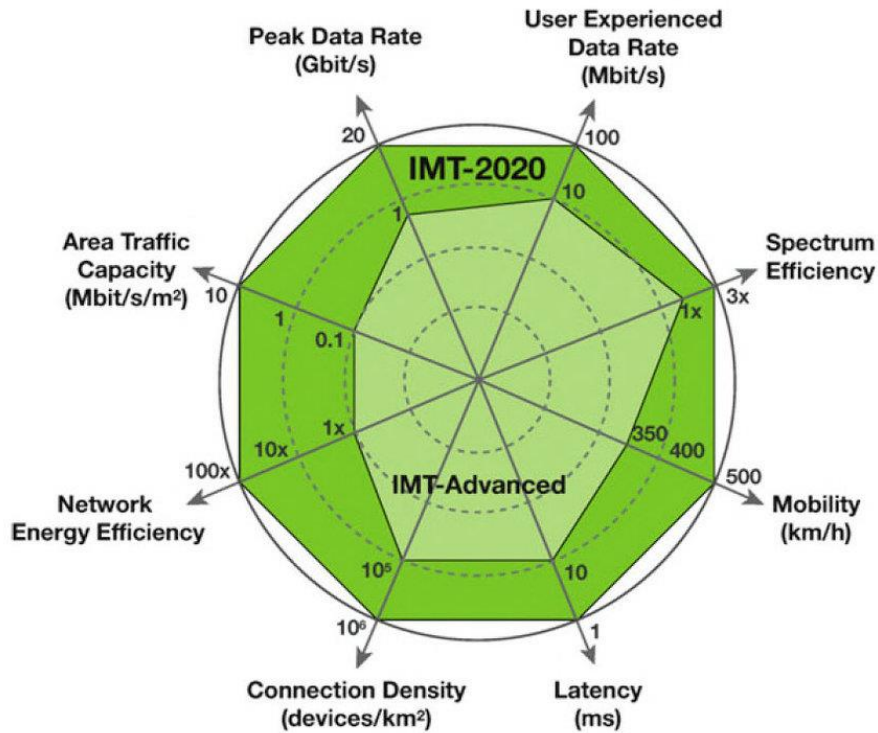 Peak Data Rate
(Gbit/s)
User Experienced
Data Rate
(Mbit/s)
20
100
IMT-2020
1
10
Area Traffic
Capacity
(Mbit/s/m²)
Spectrum
Efficiency
10
1
0.1
1x
3x
1x
10x
100x
350
400
500
Network
Energy Efficiency
IMT-Advanced
Mobility
(km/h)
10⁵
10
10⁶
1
Connection Density
(devices/km²)
Latency
(ms)